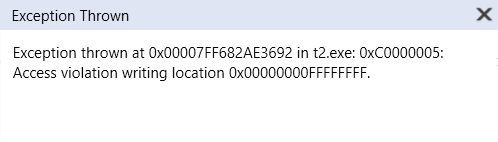 Exception Thrown
Exception thrown at 0x00007FF682AE3692 in t2.exe: 0xC0000005:
Access violation writing location 0x00000000FFFFFFFF.